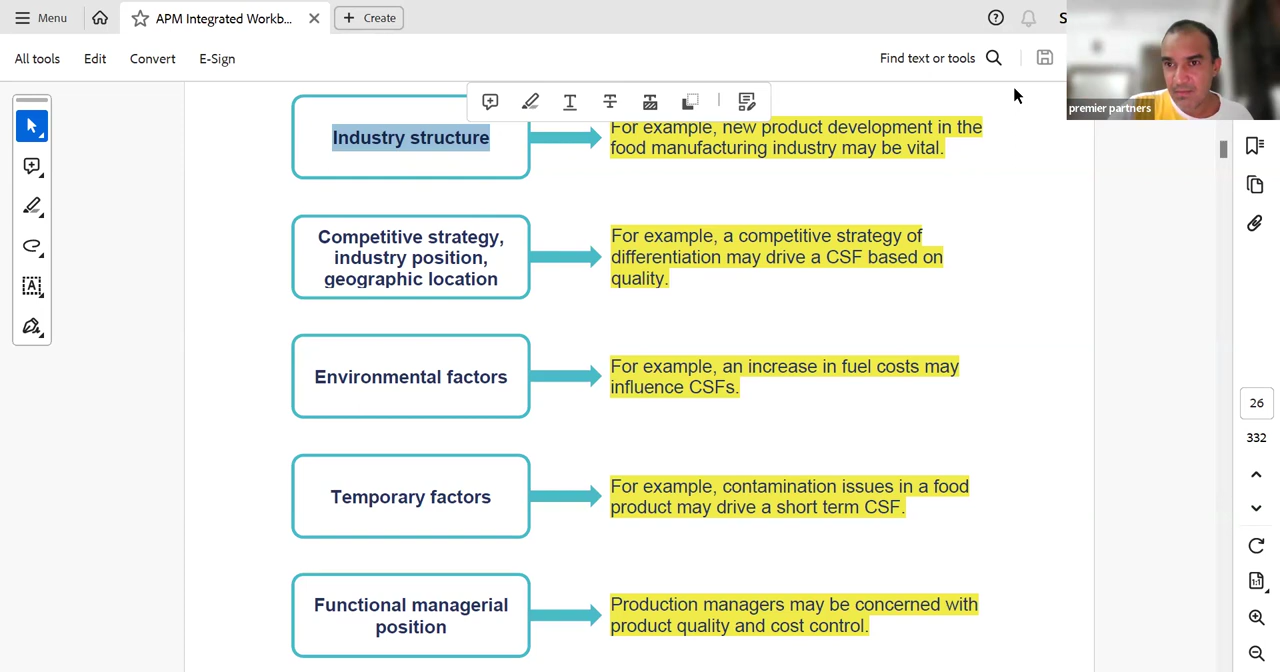 Menu
APM Integrated Workb...
Create
S
All tools
Edit
Convert
E-Sign
Find text or tools
premier partners
Industry structure
For example, new product development in the
food manufacturing industry may be vital.
Competitive strategy,
industry position,
geographic location
For example, a competitive strategy of
differentiation may drive a CSF based on
quality.
Environmental factors
For example, an increase in fuel costs may
influence CSFs.
Temporary factors
For example, contamination issues in a food
product may drive a short term CSF.
Functional managerial
position
Production managers may be concerned with
product quality and cost control.
26
332